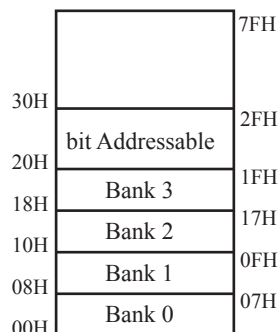 7FH
30H
2FH
bit Addressable
20H
1FH
Bank 3
18H
17H
Bank 2
10H
0FH
Bank 1
08H
07H
Bank 0
00H